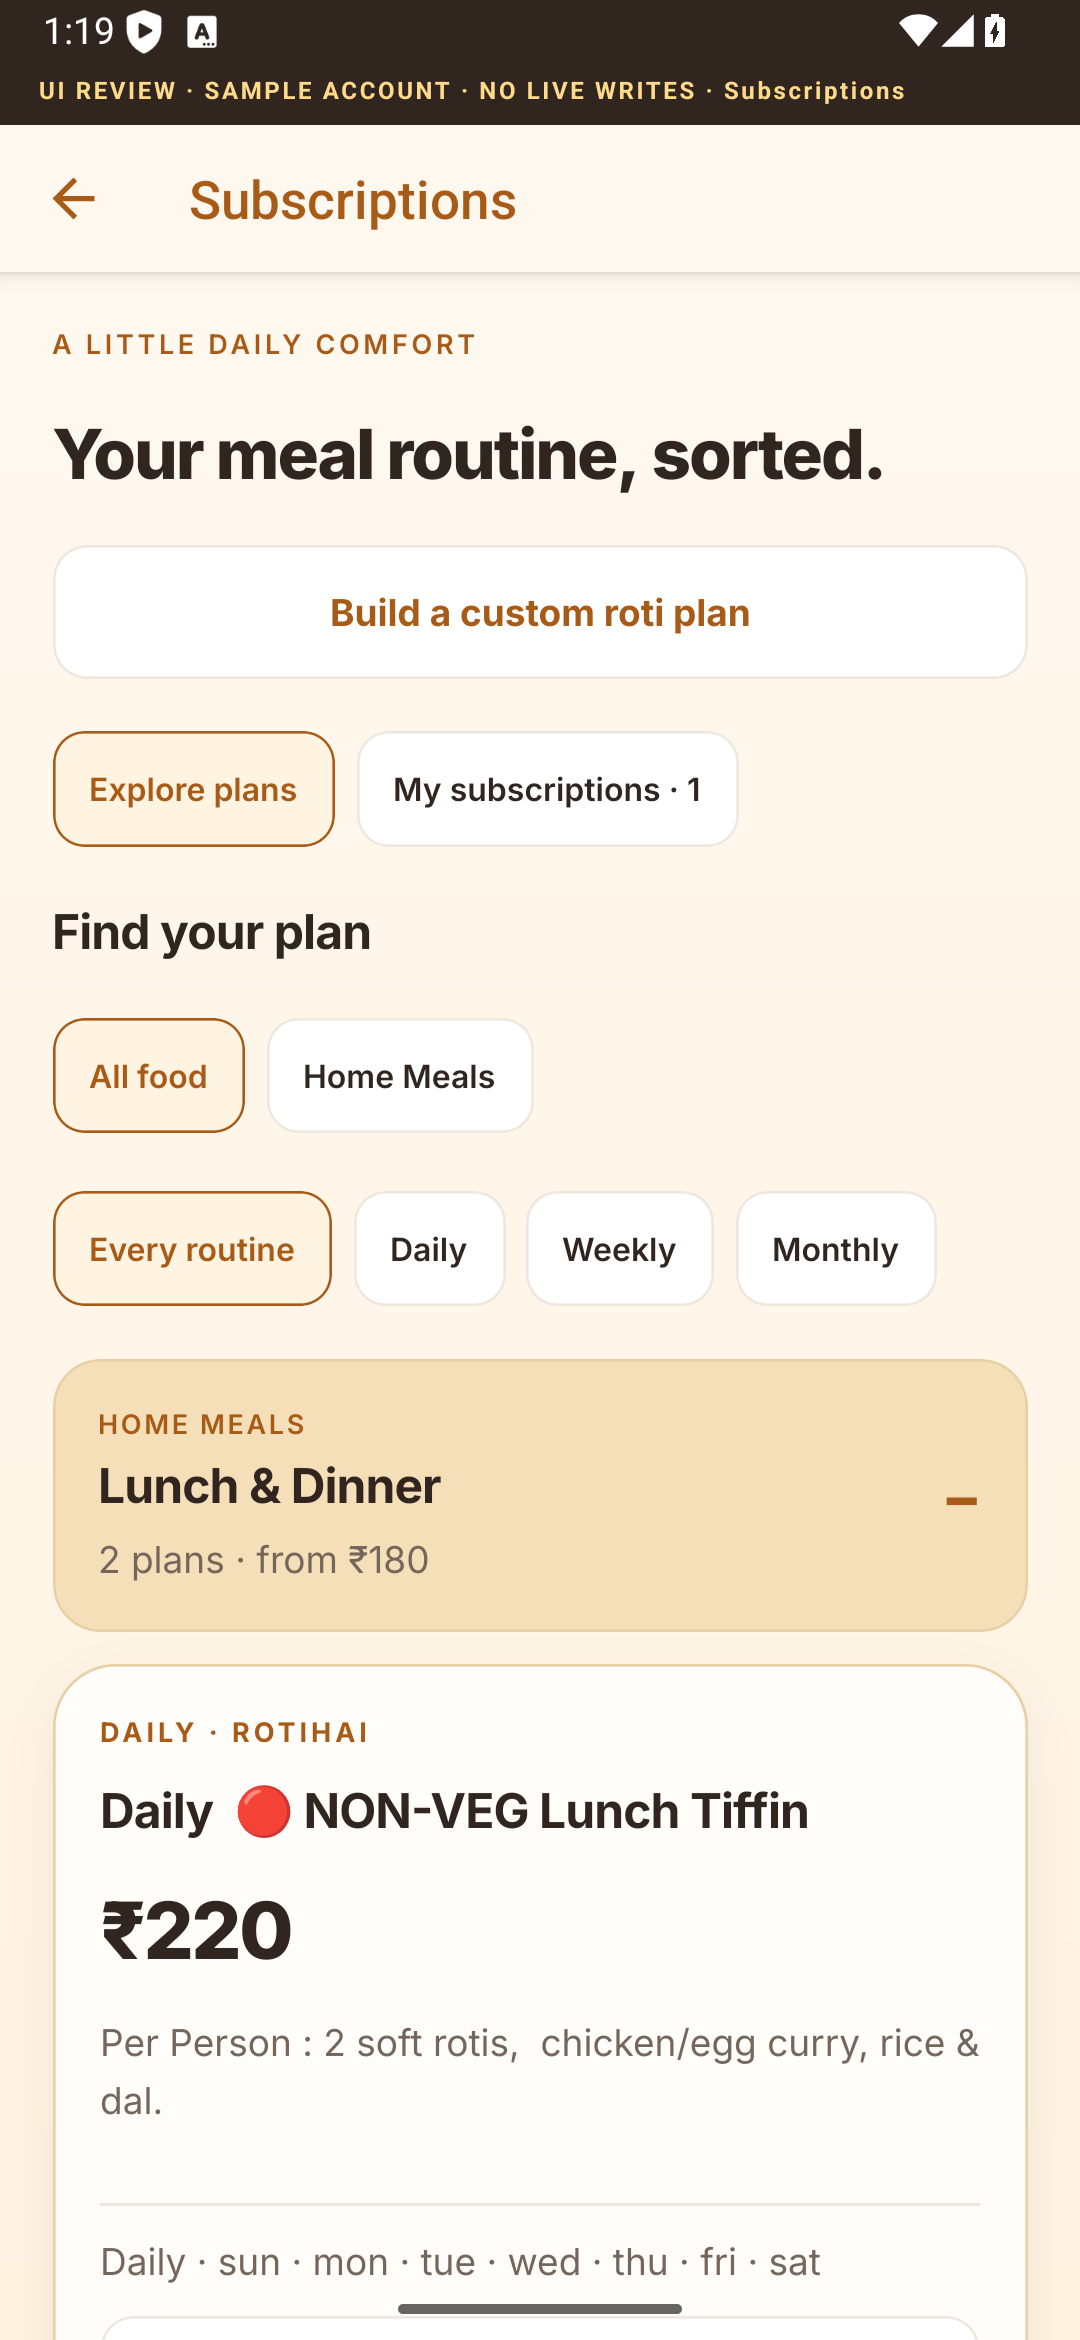 1:19
UI REVIEW · SAMPLE ACCOUNT · NO LIVE WRITES · Subscriptions
Subscriptions
A LITTLE DAILY COMFORT
Your meal routine, sorted.
Build a custom roti plan
Explore plans
My subscriptions · 1
Find your plan
All food
Home Meals
Every routine
Daily
Weekly
Monthly
HOME MEALS
Lunch & Dinner
2 plans · from ₹180
DAILY · ROTIHAI
Daily 🔴 NON-VEG Lunch Tiffin
₹220
Per Person : 2 soft rotis,  chicken/egg curry, rice &
dal.
Daily · sun · mon · tue · wed · thu · fri · sat